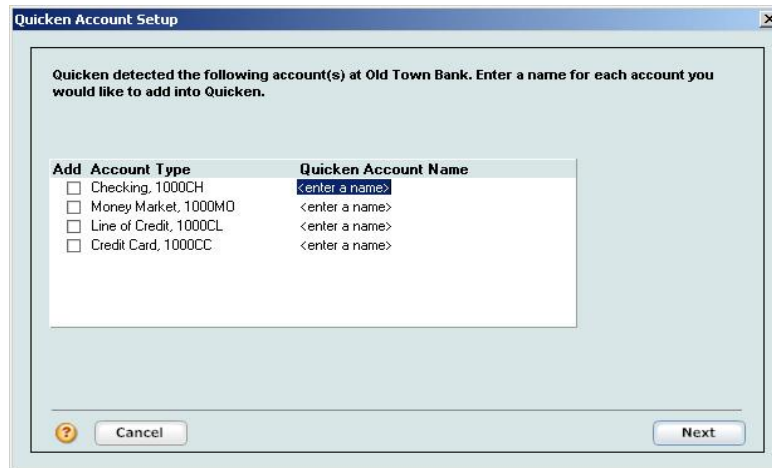 Quicken Account Setup
Quicken detected the following account(s) at Old Town Bank. Enter a name for each account you
would like to add into Quicken.
Add Account Type Quicken Account Name
Checking, 1000CH <enter a name>
Money Market, 1000MO <enter a name>
Line of Credit, 1000CL <enter a name>
Credit Card, 1000CC <enter a name>
? Cancel Next